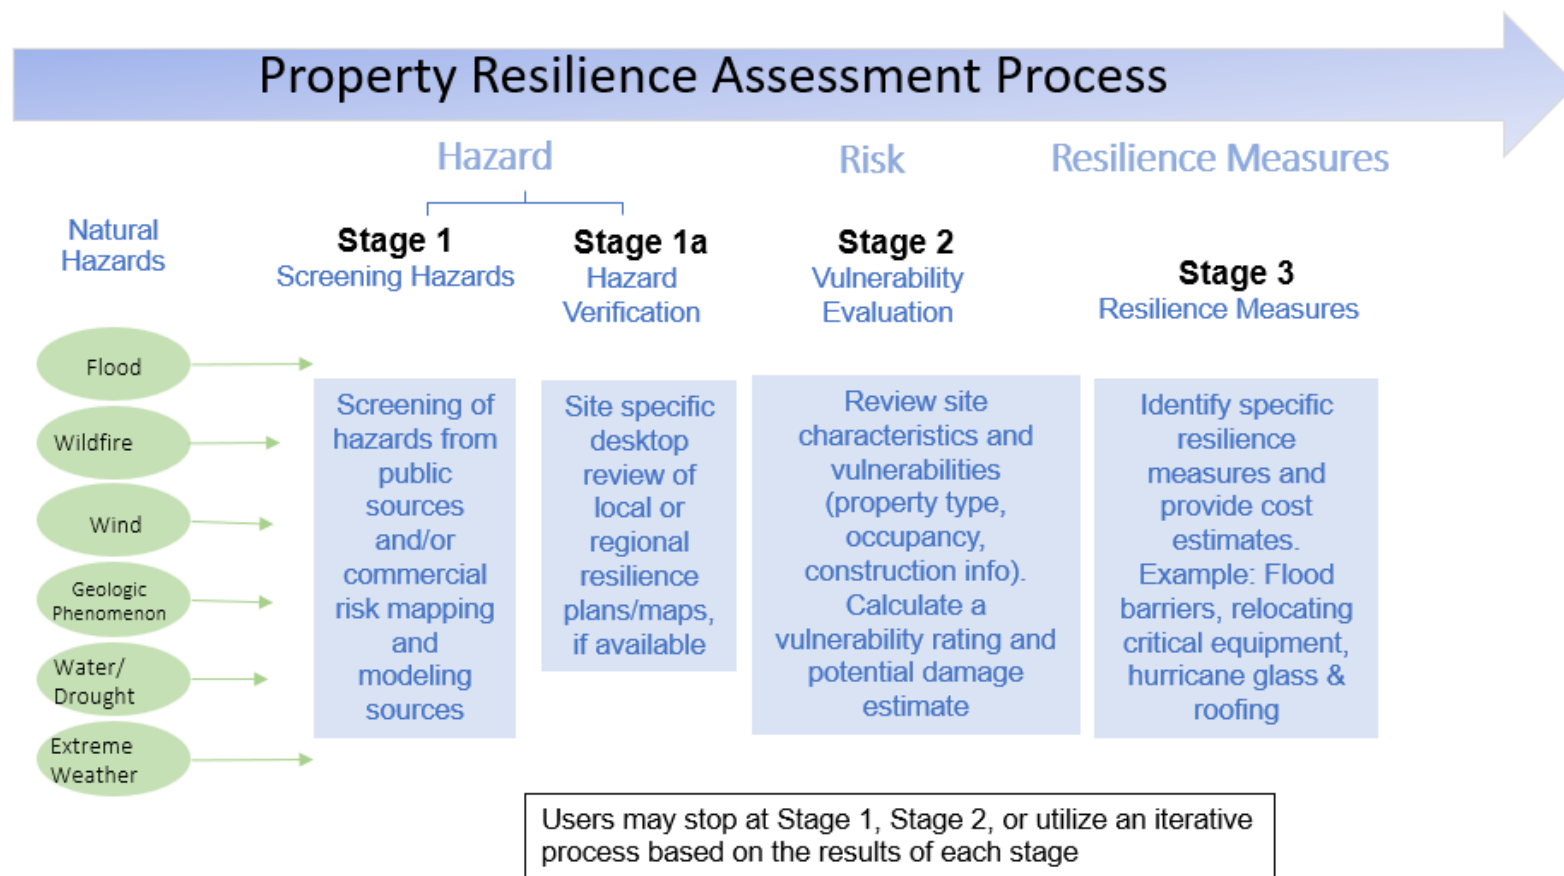 Property Resilience Assessment Process
Hazard
Risk
Resilience Measures
Natural
Hazards
Stage 1
Screening Hazards
Stage 1a
Hazard
Verification
Stage 2
Vulnerability
Evaluation
Stage 3
Resilience Measures
Flood
Wildfire
Wind
Geologic
Phenomenon
Water/
Drought
Extreme
Weather
Screening of
hazards from
public
sources
and/or
commercial
risk mapping
and
modeling
sources
Site specific
desktop
review of
local or
regional
resilience
plans/maps,
if available
Review site
characteristics and
vulnerabilities
(property type,
occupancy,
construction info).
Calculate a
vulnerability rating and
potential damage
estimate
Identify specific
resilience
measures and
provide cost
estimates.
Example: Flood
barriers, relocating
critical equipment,
hurricane glass &
roofing
Users may stop at Stage 1, Stage 2, or utilize an iterative
process based on the results of each stage